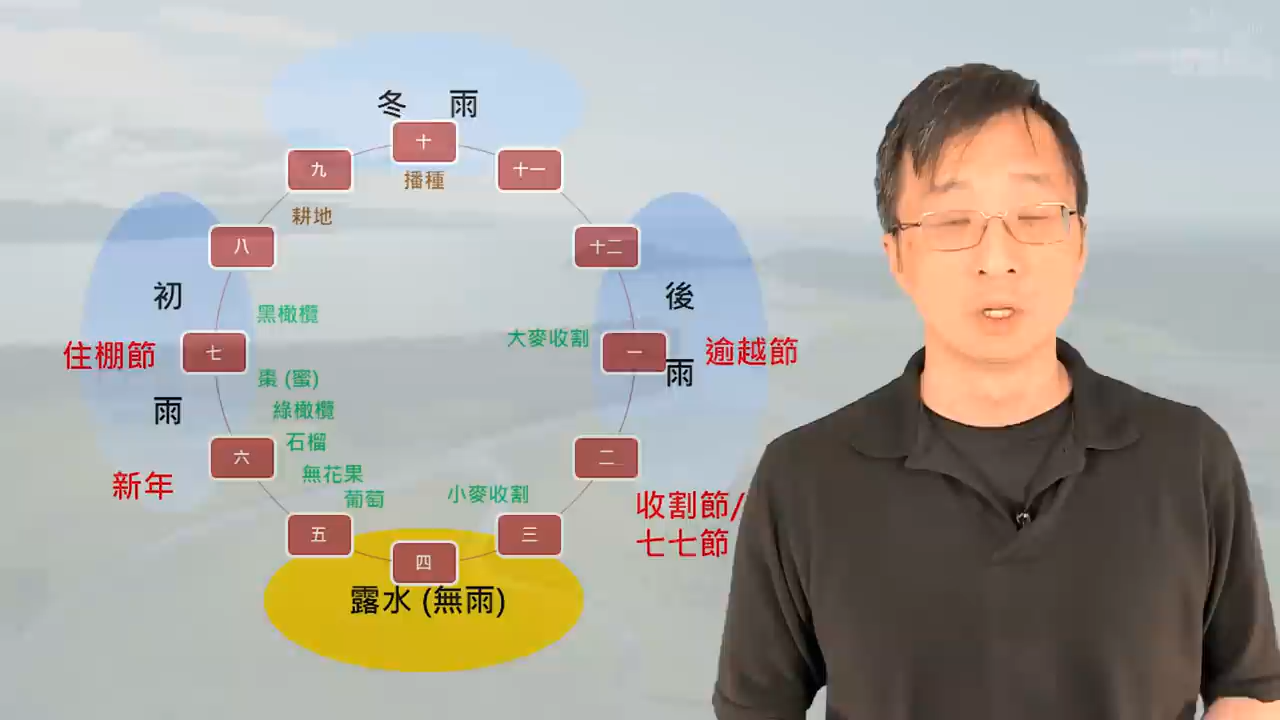 冬 雨
十
九
十一
播種
耕地
八
十二
初
後
黑橄欖
大麥收割
住棚節
七
一
逾越節
雨
棗 (蜜)
雨
綠橄欖
石榴
六
二
無花果
新年
葡萄
小麥收割
收割節/
七七節
五
三
四
露水 (無雨)